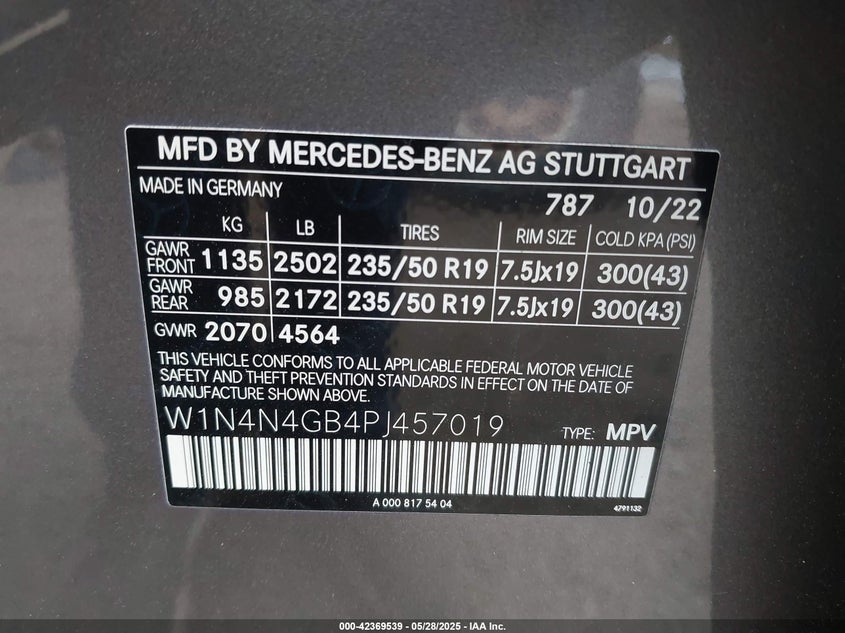 MFD BY MERCEDES-BENZ AG STUTTGART
MADE IN GERMANY
787 10/22
KG LB TIRES RIM SIZE COLD KPA (PSI)
GAWR FRONT 1135 2502 235/50 R19 7.5Jx19 300(43)
GAWR REAR 985 2172 235/50 R19 7.5Jx19 300(43)
GVWR 2070 4564
THIS VEHICLE CONFORMS TO ALL APPLICABLE FEDERAL MOTOR VEHICLE
SAFETY AND THEFT PREVENTION STANDARDS IN EFFECT ON THE DATE OF
MANUFACTURE SHOWN ABOVE.
W1N4N4GB4PJ457019 TYPE: MPV
A 000 817 54 04
4791132
000-42369539 - 05/28/2025 - IAA Inc.